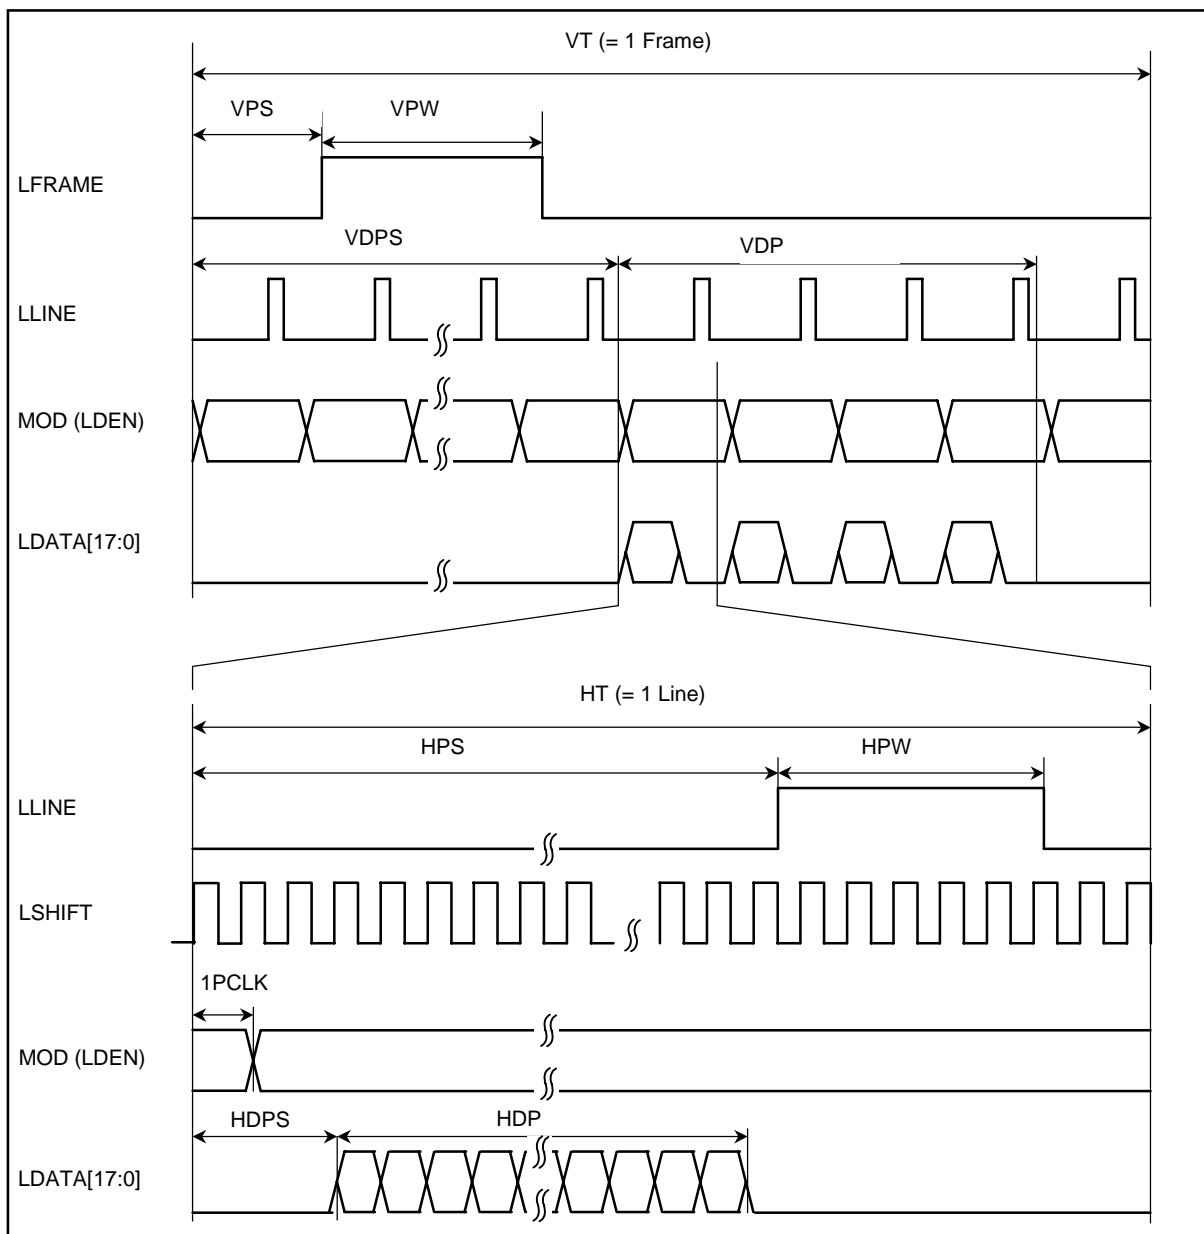 VT (= 1 Frame)
VPS
VPW
LFRAME
VDPS
VDP
LLINE
MOD (LDEN)
LDATA[17:0]
HT (= 1 Line)
HPS
HPW
LLINE
LSHIFT
1PCLK
MOD (LDEN)
HDPS
HDP
LDATA[17:0]